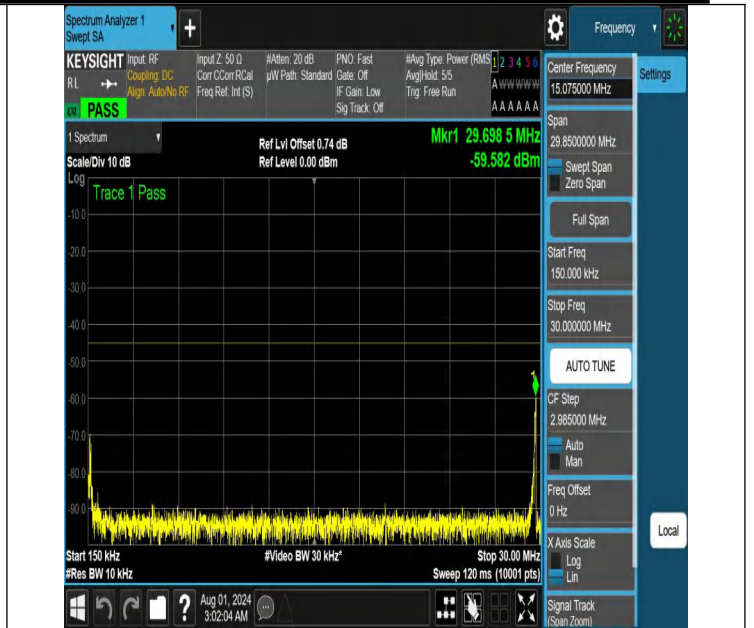 Spectrum Analyzer 1
Swept SA
+
Frequency
KEYSIGHT
RL
PASS
Input: RF
Coupling: DC
Align: Auto/No RF
Input Z: 50 Ω
Corr CCorr RCal
Freq Ref: Int (S)
#Atten: 20 dB
µW Path: Standard
PNO: Fast
Gate: Off
IF Gain: Low
Sig Track: Off
#Avg Type: Power (RMS
Avg|Hold: 5/5
Trig: Free Run
1 2 3 4 5 6
A W W W W W
A A A A A A
1 Spectrum
Scale/Div 10 dB
Ref Lvl Offset 0.74 dB
Ref Level 0.00 dBm
Mkr1 29.698 5 MHz
-59.582 dBm
Log
Trace 1 Pass
-10.0
-20.0
-30.0
-40.0
-50.0
-60.0
-70.0
-80.0
-90.0
Start 150 kHz
#Res BW 10 kHz
#Video BW 30 kHz*
Stop 30.00 MHz
Sweep 120 ms (10001 pts)
Center Frequency
15.075000 MHz
Settings
Span
29.8500000 MHz
Swept Span
Zero Span
Full Span
Start Freq
150.000 kHz
Stop Freq
30.000000 MHz
AUTO TUNE
CF Step
2.985000 MHz
Auto
Man
Freq Offset
0 Hz
X Axis Scale
Log
Lin
Local
Signal Track
(Span Zoom)
?
Aug 01, 2024
3:02:04 AM